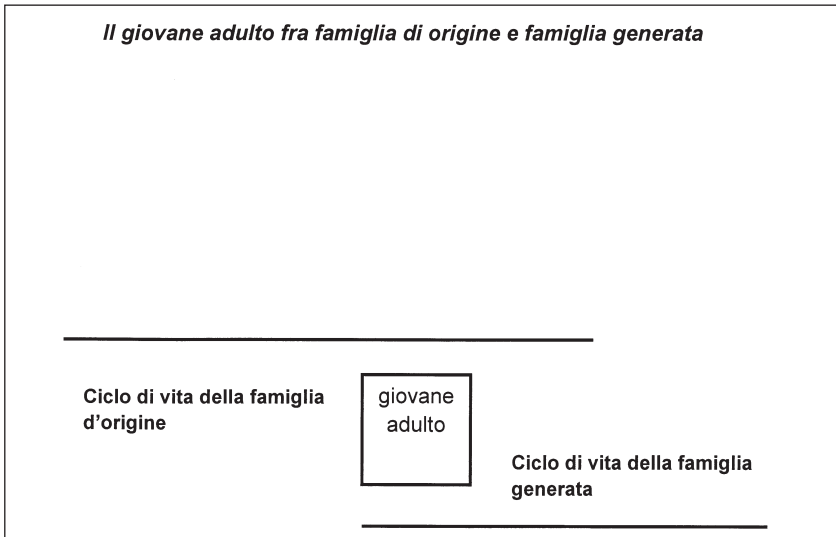 Il giovane adulto fra famiglia di origine e famiglia generata
Ciclo di vita della famiglia
d'origine
giovane
adulto
Ciclo di vita della famiglia
generata